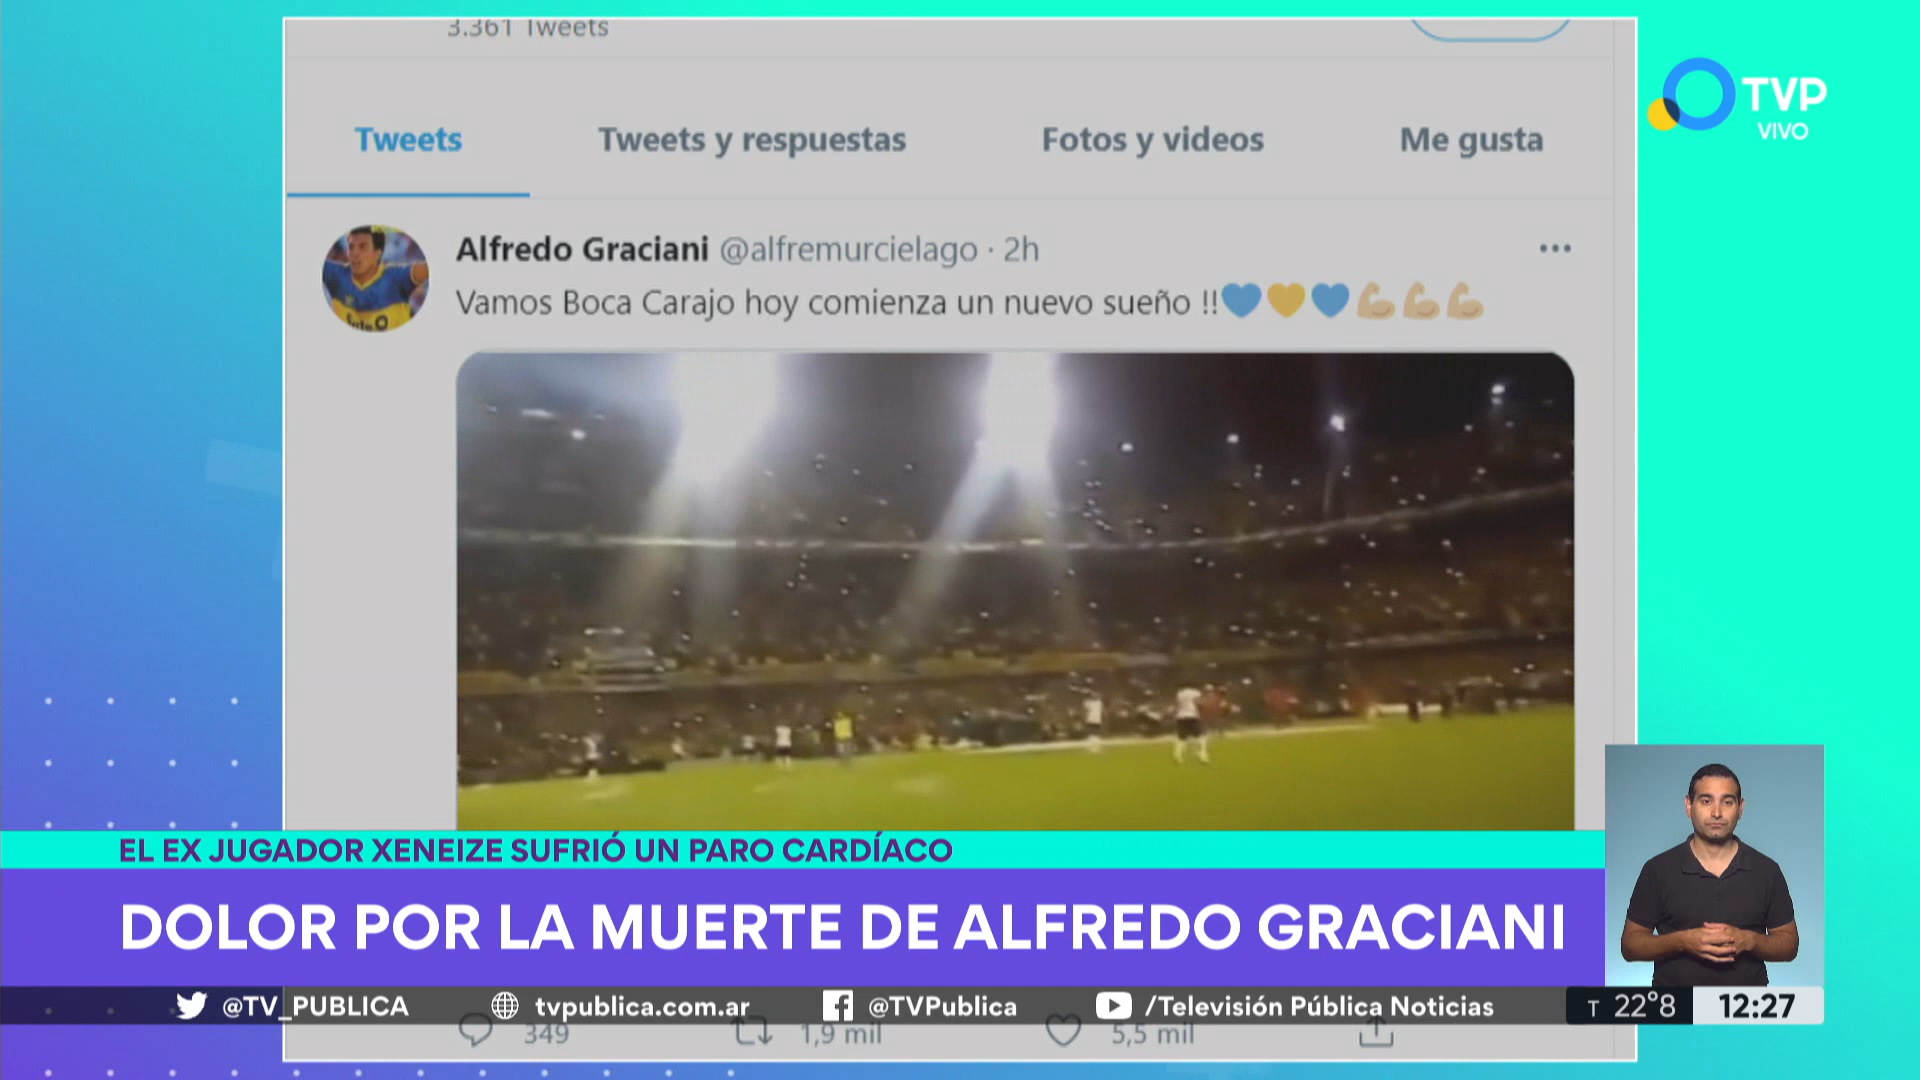 3.361 Tweets
TVP
VIVO
Tweets
Tweets y respuestas
Fotos y videos
Me gusta
Alfredo Graciani @alfremurcielago · 2h
Vamos Boca Carajo hoy comienza un nuevo sueño !!💙💛💙💪💪💪
EL EX JUGADOR XENEIZE SUFRIÓ UN PARO CARDÍACO
DOLOR POR LA MUERTE DE ALFREDO GRACIANI
@TV_PUBLICA
tvpublica.com.ar
@TVPublica
/Televisión Pública Noticias
T 22°8
12:27
349
1,9 mil
5,5 mil